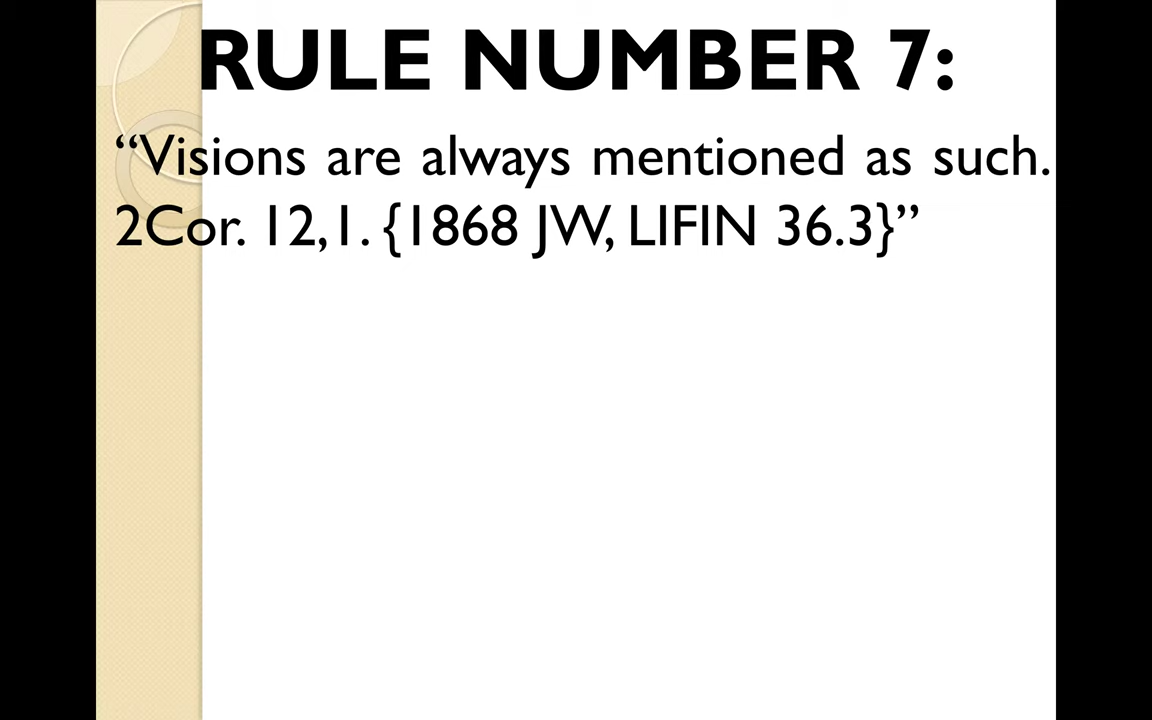 RULE NUMBER 7:
“Visions are always mentioned as such.
2Cor. 12,1. {1868 JW, LIFIN 36.3}”